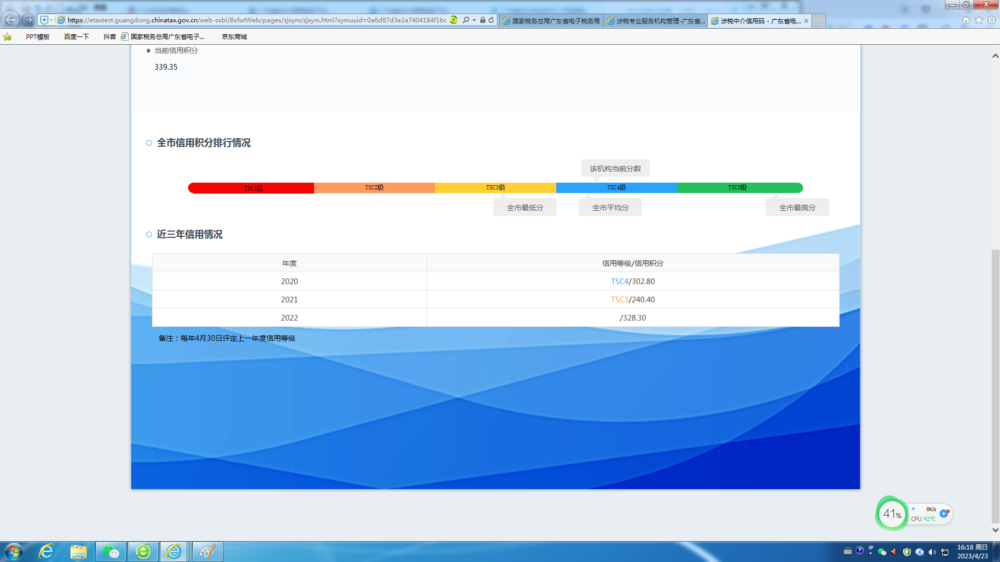 https://etaxtest.guangdong.chinatax.gov.cn/web-sxbl/BsfwtWeb/pages/zjxym/zjxym.html?xymuuid=0a6d87d3e2a7404184f1bc
国家税务总局广东省电子税务局
涉税专业服务机构管理-广东省...
涉税中介信用码 - 广东省电...
PPT模板
百度一下
抖音
国家税务总局广东省电子...
京东商城
当前信用积分
339.35
全市信用积分排行情况
该机构当前分数
TSC1级
TSC2级
TSC3级
TSC4级
TSC5级
全市最低分
全市平均分
全市最高分
近三年信用情况
年度
信用等级/信用积分
2020
TSC4/302.80
2021
TSC3/240.40
2022
/328.30
备注：每年4月30日评定上一年度信用等级
41%
0K/s
CPU 42℃
16:18 周日
2023/4/23